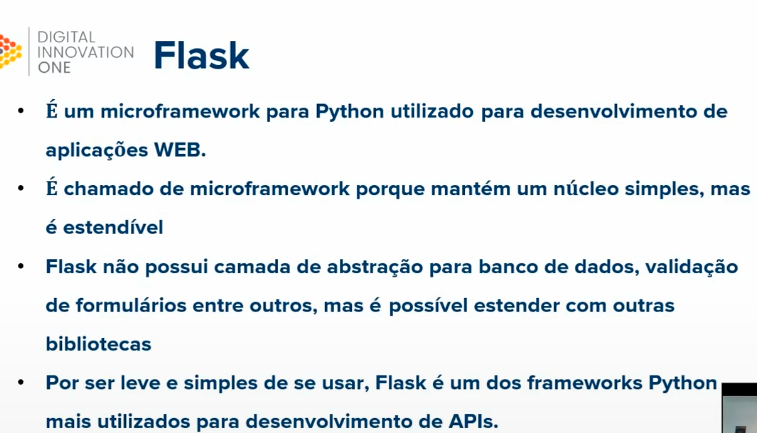 DIGITAL
INNOVATION
ONE
Flask
• É um microframework para Python utilizado para desenvolvimento de
aplicações WEB.
• É chamado de microframework porque mantém um núcleo simples, mas
é estendível
• Flask não possui camada de abstração para banco de dados, validação
de formulários entre outros, mas é possível estender com outras
bibliotecas
• Por ser leve e simples de se usar, Flask é um dos frameworks Python
mais utilizados para desenvolvimento de APIs.